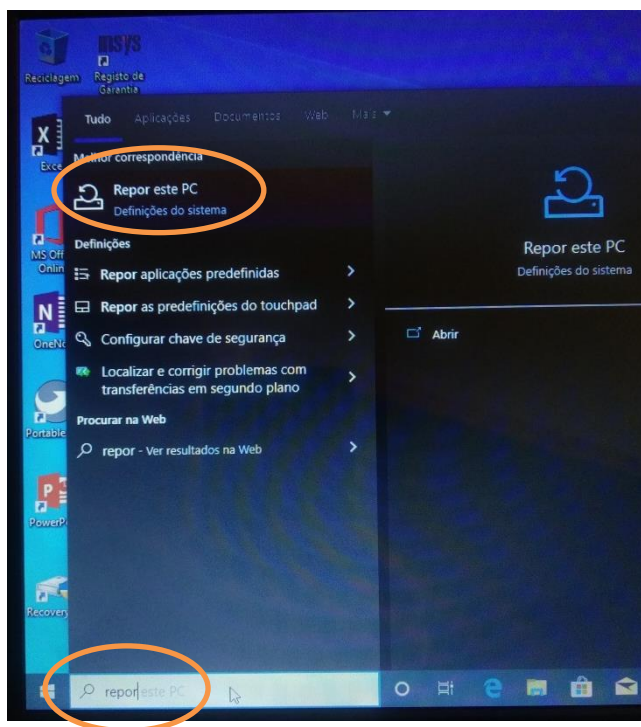 insys
Reciclagem
Registo de
Garantia
Tudo Aplicações Documentos Web Mais
Melhor correspondência
Exce
Repor este PC
Definições do sistema
Repor este PC
Definições do sistema
Definições
MS Off
Onlin
Repor aplicações predefinidas
Repor as predefinições do touchpad
Abrir
OneNo
Configurar chave de segurança
Localizar e corrigir problemas com
transferências em segundo plano
Procurar na Web
Portable
repor - Ver resultados na Web
PowerP
Recovery
repor este PC